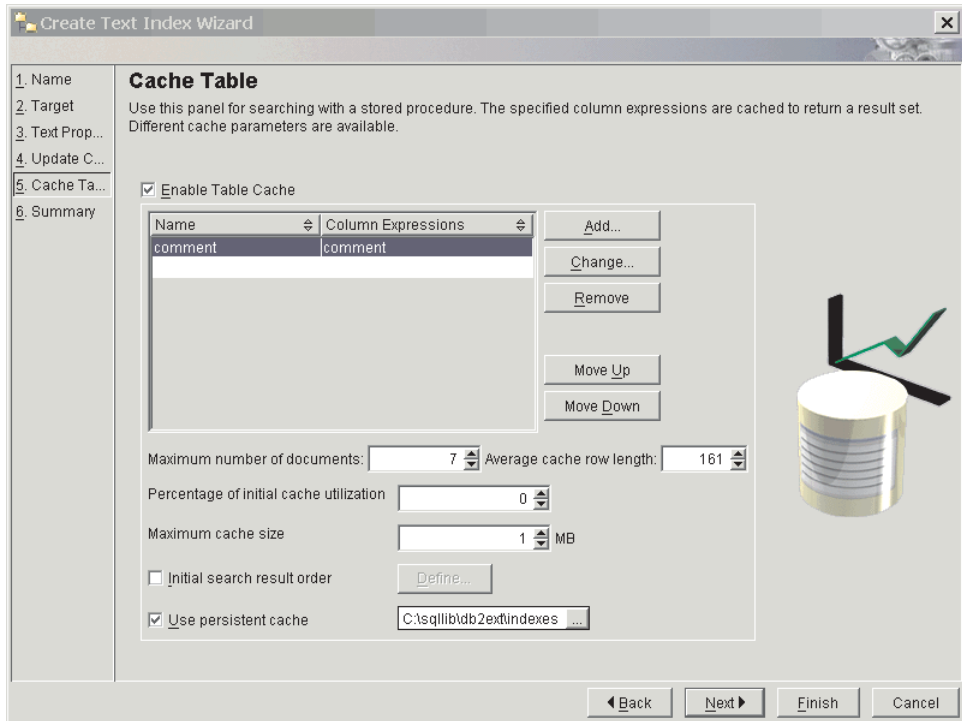 Create Text Index Wizard
1. Name
2. Target
3. Text Prop...
4. Update C...
5. Cache Ta...
6. Summary
Cache Table
Use this panel for searching with a stored procedure. The specified column expressions are cached to return a result set.
Different cache parameters are available.
Enable Table Cache
Name Column Expressions
comment comment
Add...
Change...
Remove
Move Up
Move Down
Maximum number of documents: 7 Average cache row length: 161
Percentage of initial cache utilization 0
Maximum cache size 1 MB
Initial search result order Define...
Use persistent cache C:\sqllib\db2ext\indexes ...
Back Next Finish Cancel